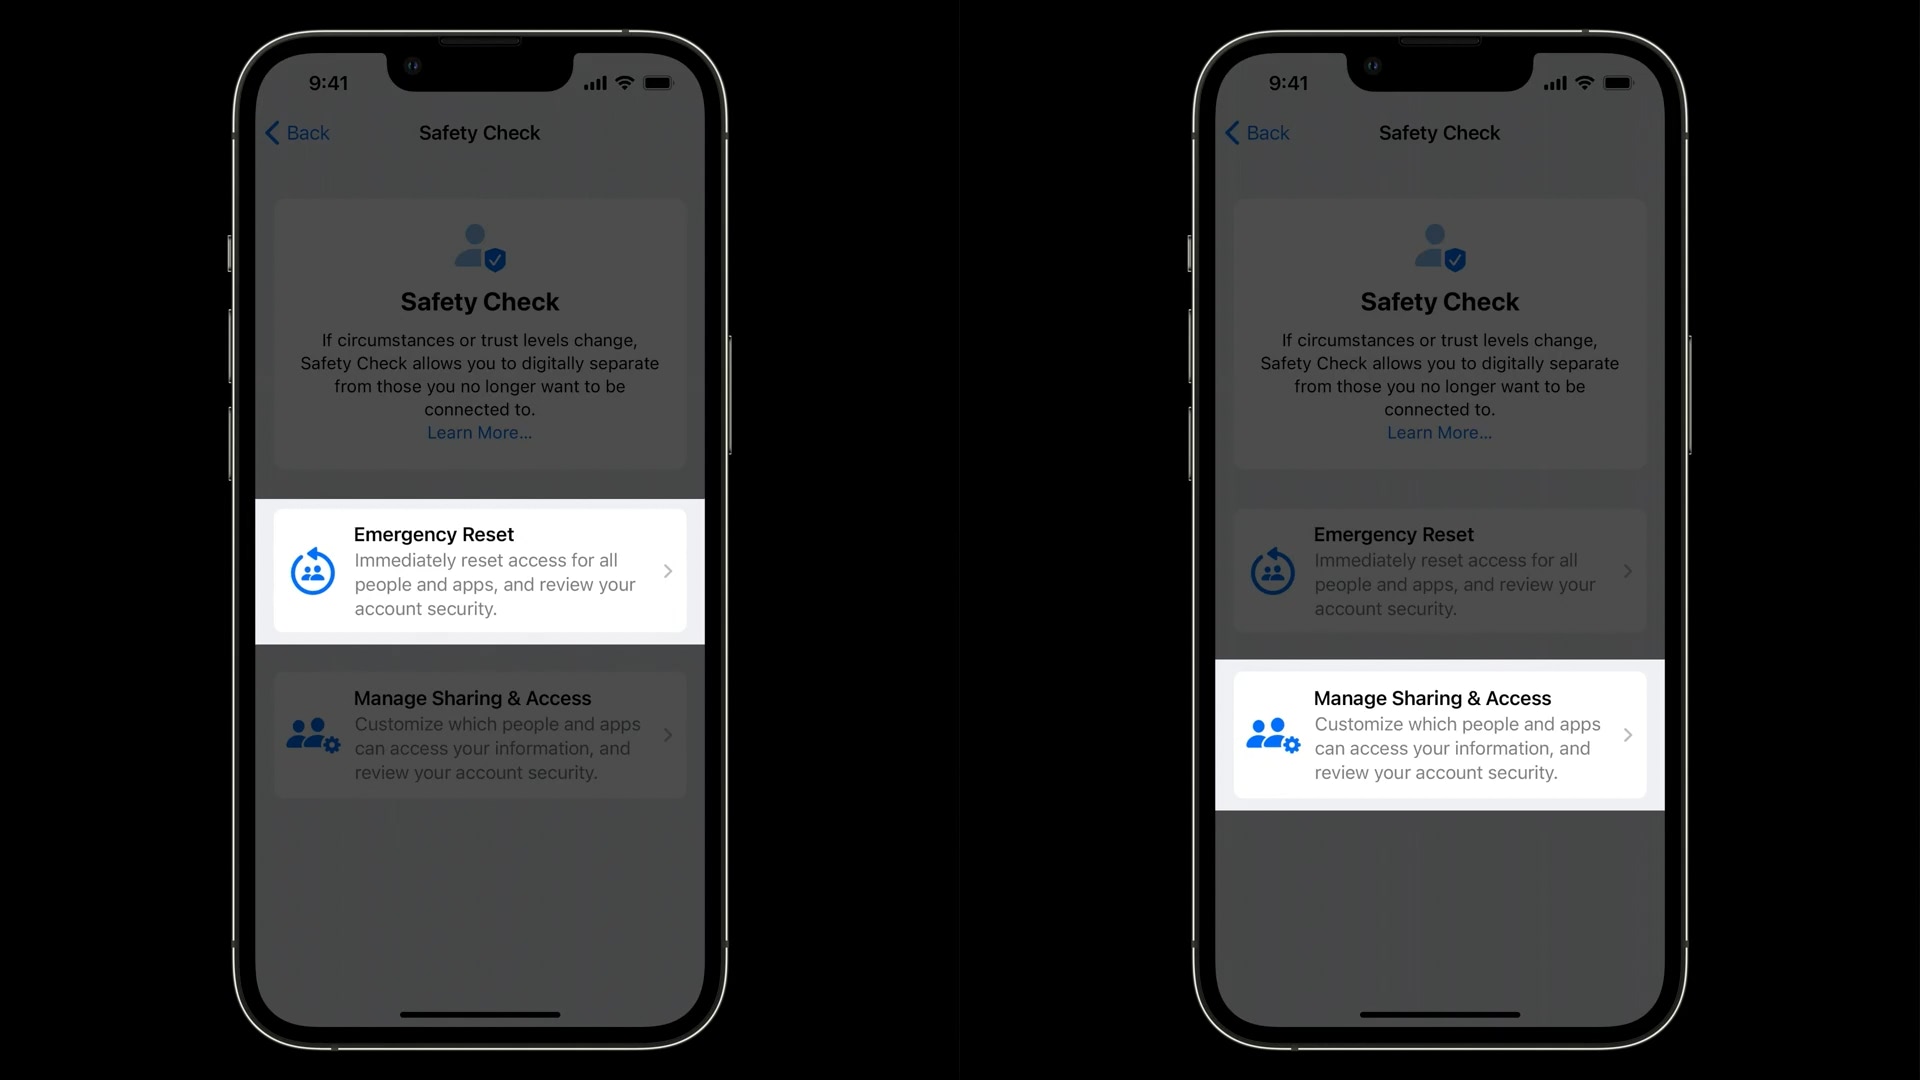 9:41
Back
Safety Check
Safety Check
If circumstances or trust levels change,
Safety Check allows you to digitally separate
from those you no longer want to be
connected to.
Learn More...
Emergency Reset
Immediately reset access for all
people and apps, and review your
account security.
Manage Sharing & Access
Customize which people and apps
can access your information, and
review your account security.
9:41
Back
Safety Check
Safety Check
If circumstances or trust levels change,
Safety Check allows you to digitally separate
from those you no longer want to be
connected to.
Learn More...
Emergency Reset
Immediately reset access for all
people and apps, and review your
account security.
Manage Sharing & Access
Customize which people and apps
can access your information, and
review your account security.